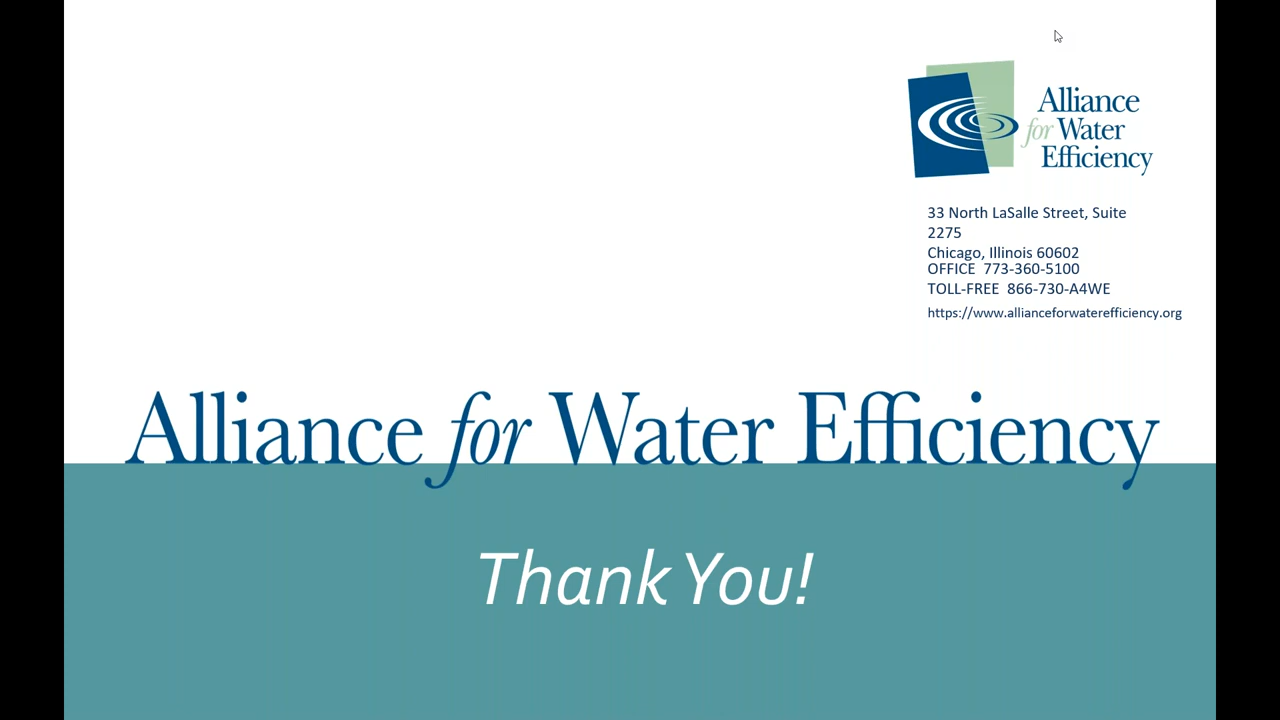 Alliance
for Water
Efficiency
33 North LaSalle Street, Suite
2275
Chicago, Illinois 60602
OFFICE 773-360-5100
TOLL-FREE 866-730-A4WE
https://www.allianceforwaterefficiency.org
Alliance for Water Efficiency
Thank You!